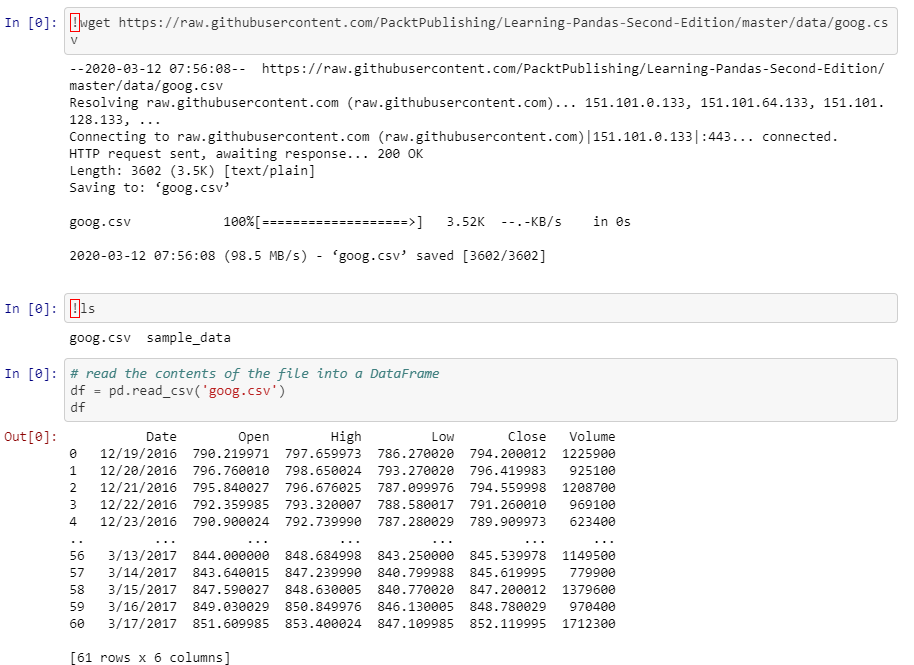 In [0]: !wget https://raw.githubusercontent.com/PacktPublishing/Learning-Pandas-Second-Edition/master/data/goog.cs
v
--2020-03-12 07:56:08--  https://raw.githubusercontent.com/PacktPublishing/Learning-Pandas-Second-Edition/
master/data/goog.csv
Resolving raw.githubusercontent.com (raw.githubusercontent.com)... 151.101.0.133, 151.101.64.133, 151.101.
128.133, ...
Connecting to raw.githubusercontent.com (raw.githubusercontent.com)|151.101.0.133|:443... connected.
HTTP request sent, awaiting response... 200 OK
Length: 3602 (3.5K) [text/plain]
Saving to: ‘goog.csv’
goog.csv            100%[===================>]   3.52K  --.-KB/s    in 0s
2020-03-12 07:56:08 (98.5 MB/s) - ‘goog.csv’ saved [3602/3602]
In [0]: !ls
goog.csv  sample_data
In [0]: # read the contents of the file into a DataFrame
df = pd.read_csv('goog.csv')
df
Out[0]:           Date        Open        High         Low       Close   Volume
0   12/19/2016  790.219971  797.659973  786.270020  794.200012  1225900
1   12/20/2016  796.760010  798.650024  793.270020  796.419983   925100
2   12/21/2016  795.840027  796.676025  787.099976  794.559998  1208700
3   12/22/2016  792.359985  793.320007  788.580017  791.260010   969100
4   12/23/2016  790.900024  792.739990  787.280029  789.909973   623400
..         ...         ...         ...         ...         ...      ...
56   3/13/2017  844.000000  848.684998  843.250000  845.539978  1149500
57   3/14/2017  843.640015  847.239990  840.799988  845.619995   779900
58   3/15/2017  847.590027  848.630005  840.770020  847.200012  1379600
59   3/16/2017  849.030029  850.849976  846.130005  848.780029   970400
60   3/17/2017  851.609985  853.400024  847.109985  852.119995  1712300
[61 rows x 6 columns]